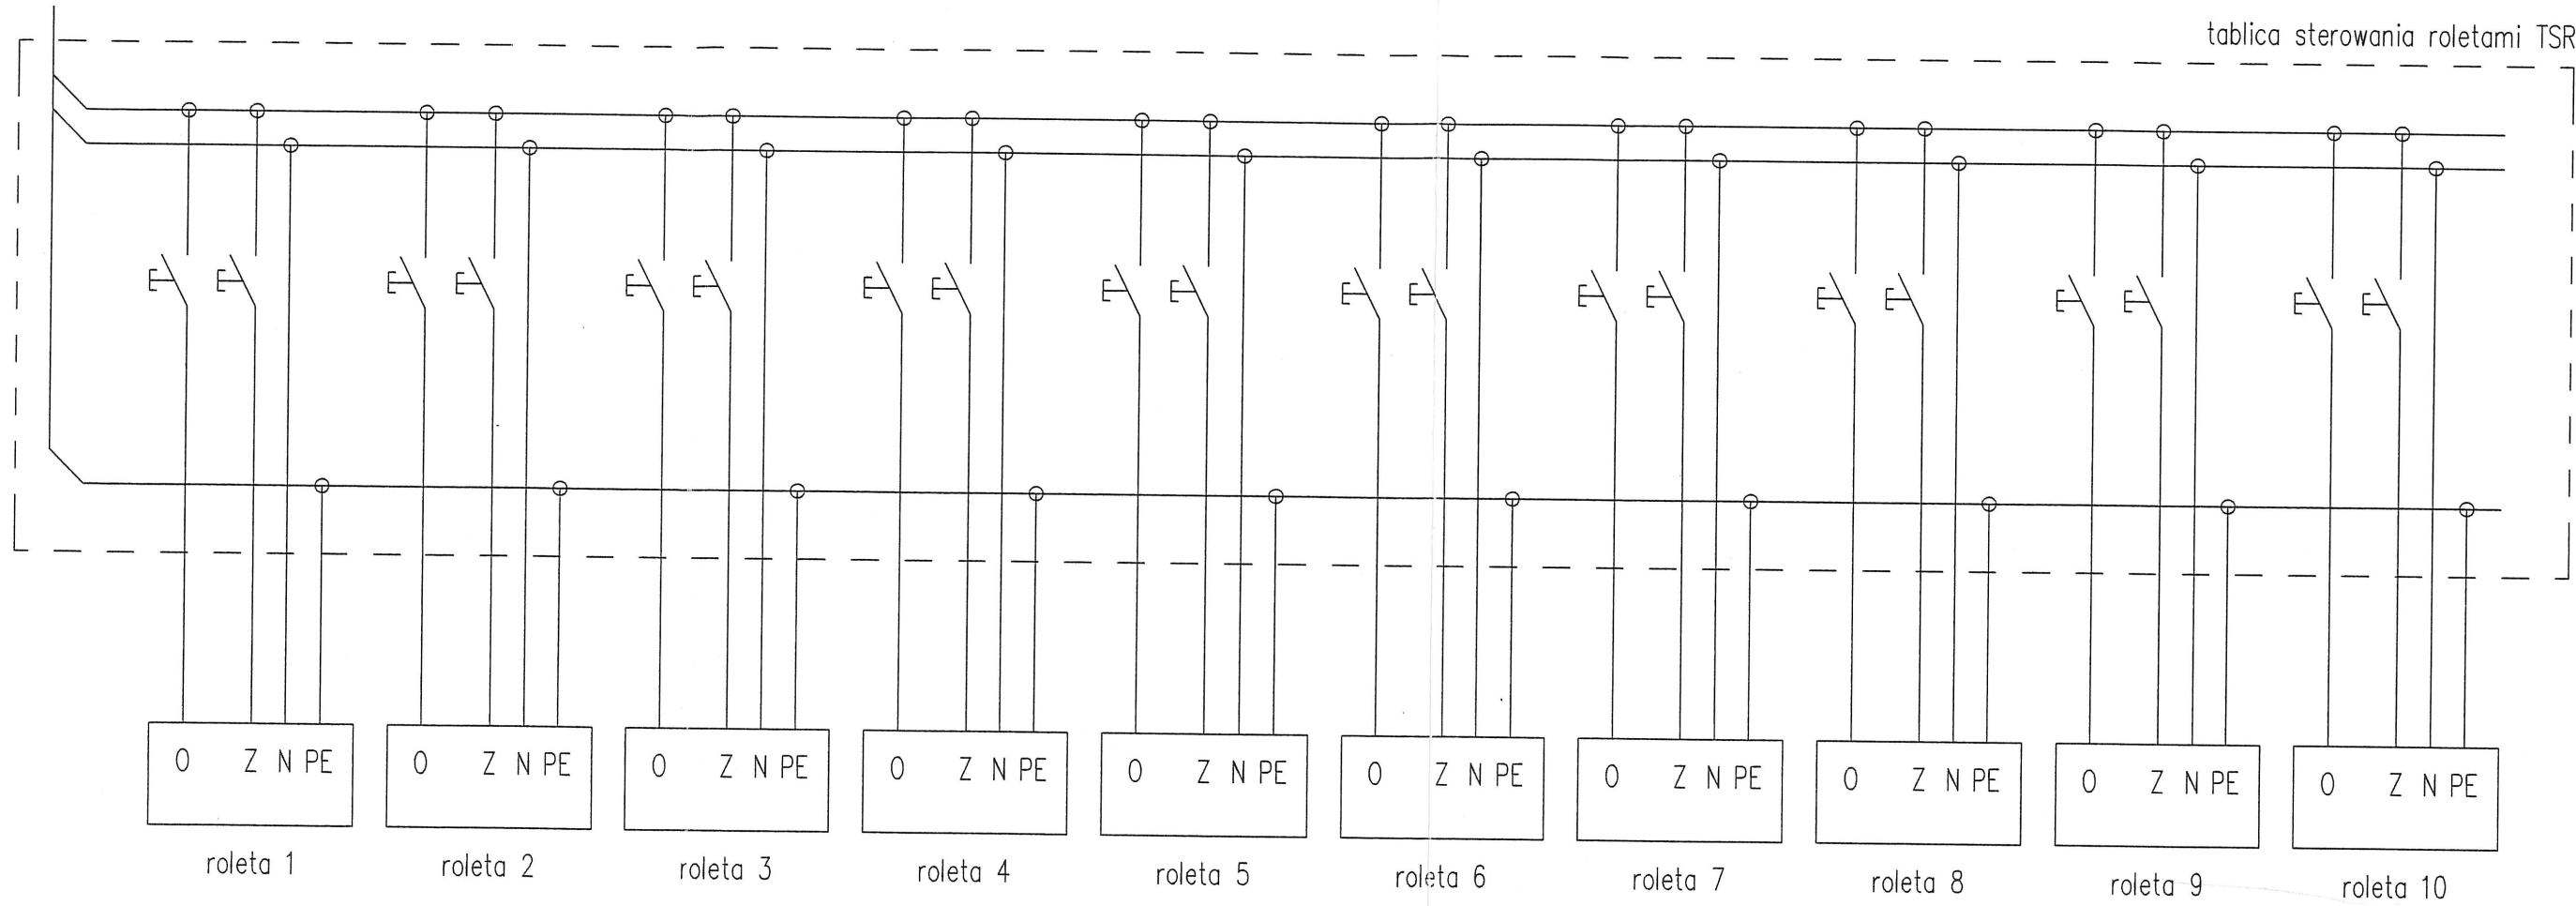 tablica sterowania roletami TSR
O Z N PE
O Z N PE
O Z N PE
O Z N PE
O Z N PE
O Z N PE
O Z N PE
O Z N PE
O Z N PE
O Z N PE
roleta 1
roleta 2
roleta 3
roleta 4
roleta 5
roleta 6
roleta 7
roleta 8
roleta 9
roleta 10